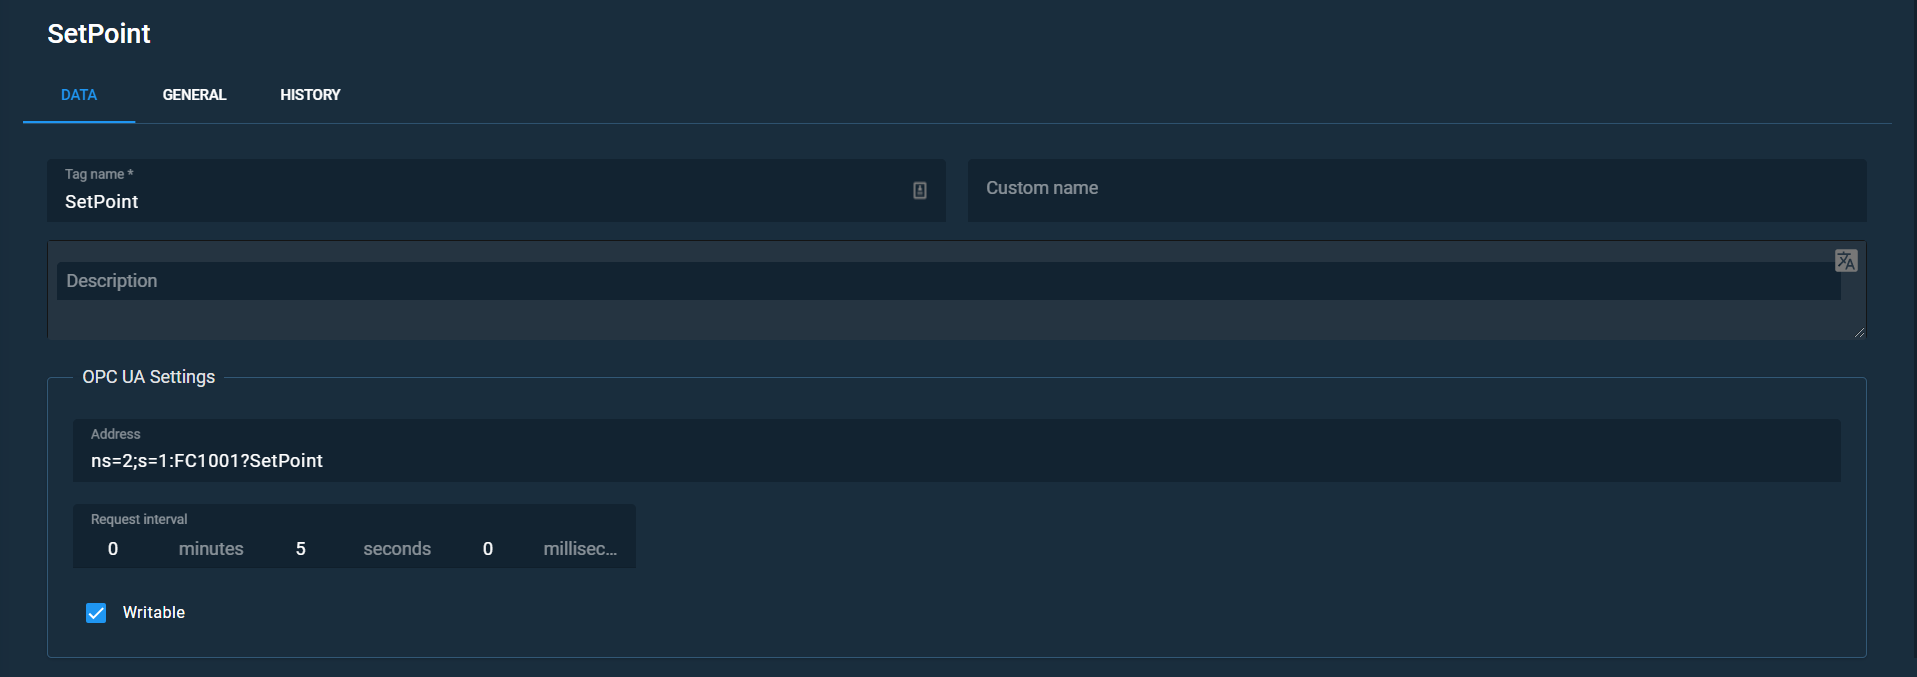 SetPoint
DATA GENERAL HISTORY
Tag name *
SetPoint
Custom name
Description
OPC UA Settings
Address
ns=2;s=1:FC1001?SetPoint
Request interval
0 minutes 5 seconds 0 millisec...
Writable